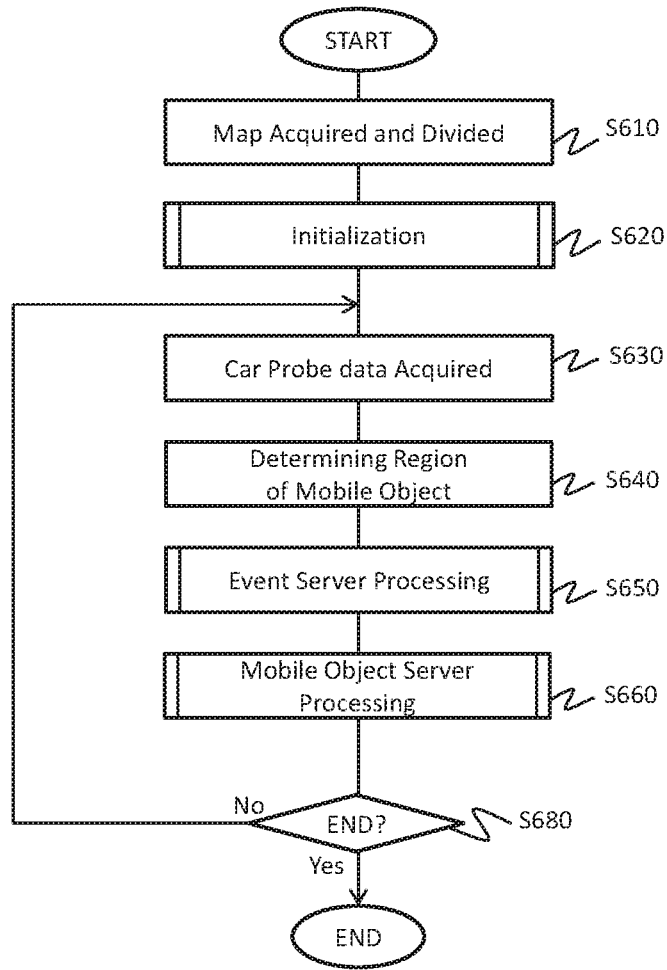 START
Map Acquired and Divided
S610
Initialization
S620
Car Probe data Acquired
S630
Determining Region
of Mobile Object
S640
Event Server Processing
S650
Mobile Object Server
Processing
S660
No
END?
S680
Yes
END